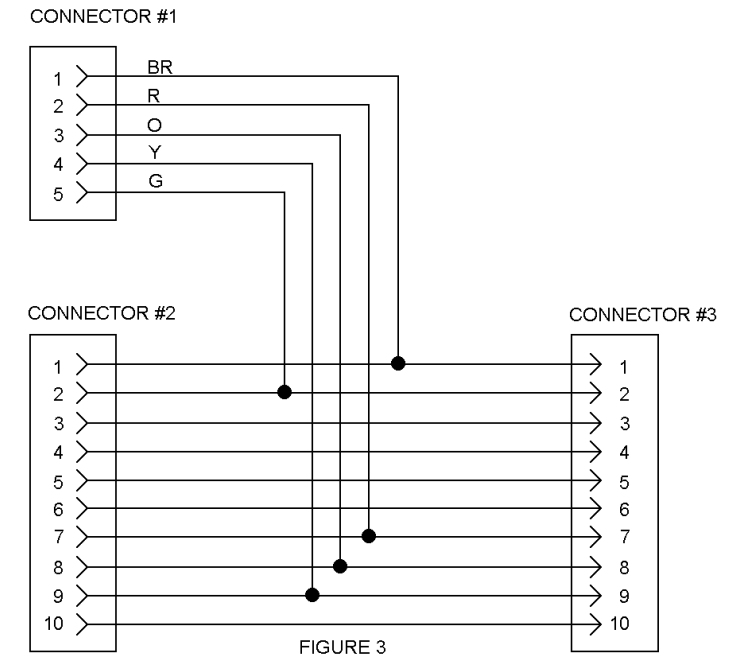 CONNECTOR #1
1 BR
2 R
3 O
4 Y
5 G
CONNECTOR #2 CONNECTOR #3
1 1
2 2
3 3
4 4
5 5
6 6
7 7
8 8
9 9
10 10
FIGURE 3